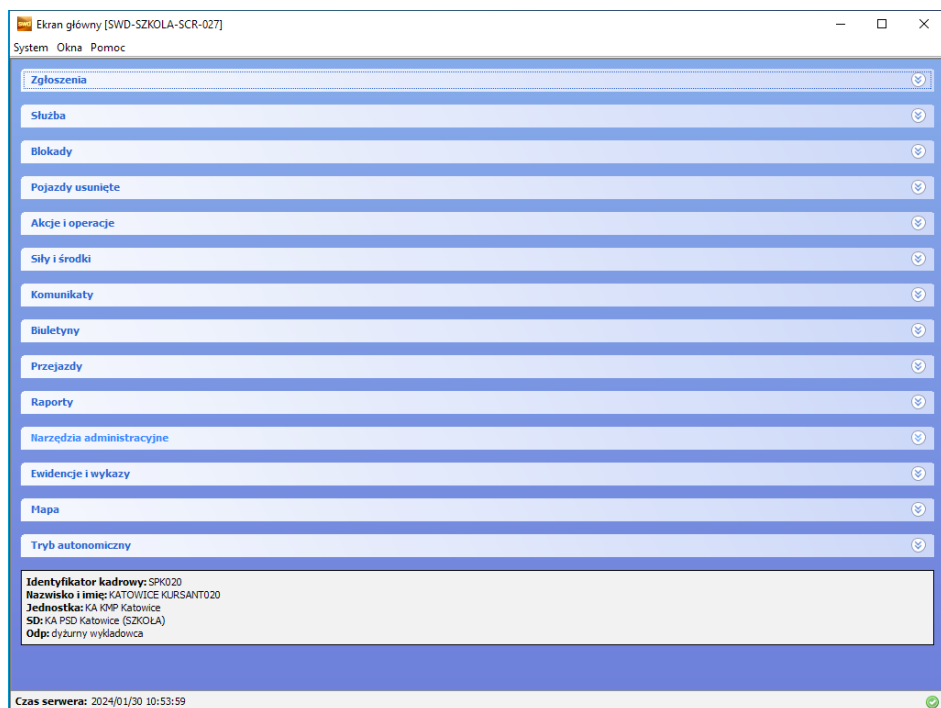 SWD Ekran główny [SWD-SZKOLA-SCR-027]
System Okna Pomoc
Zgłoszenia
Służba
Blokady
Pojazdy usunięte
Akcje i operacje
Siły i środki
Komunikaty
Biuletyny
Przejazdy
Raporty
Narzędzia administracyjne
Ewidencje i wykazy
Mapa
Tryb autonomiczny
Identyfikator kadrowy: SPK020
Nazwisko i imię: KATOWICE KURSANT020
Jednostka: KA KMP Katowice
SD: KA PSD Katowice (SZKOŁA)
Odp: dyżurny wykladowca
Czas serwera: 2024/01/30 10:53:59